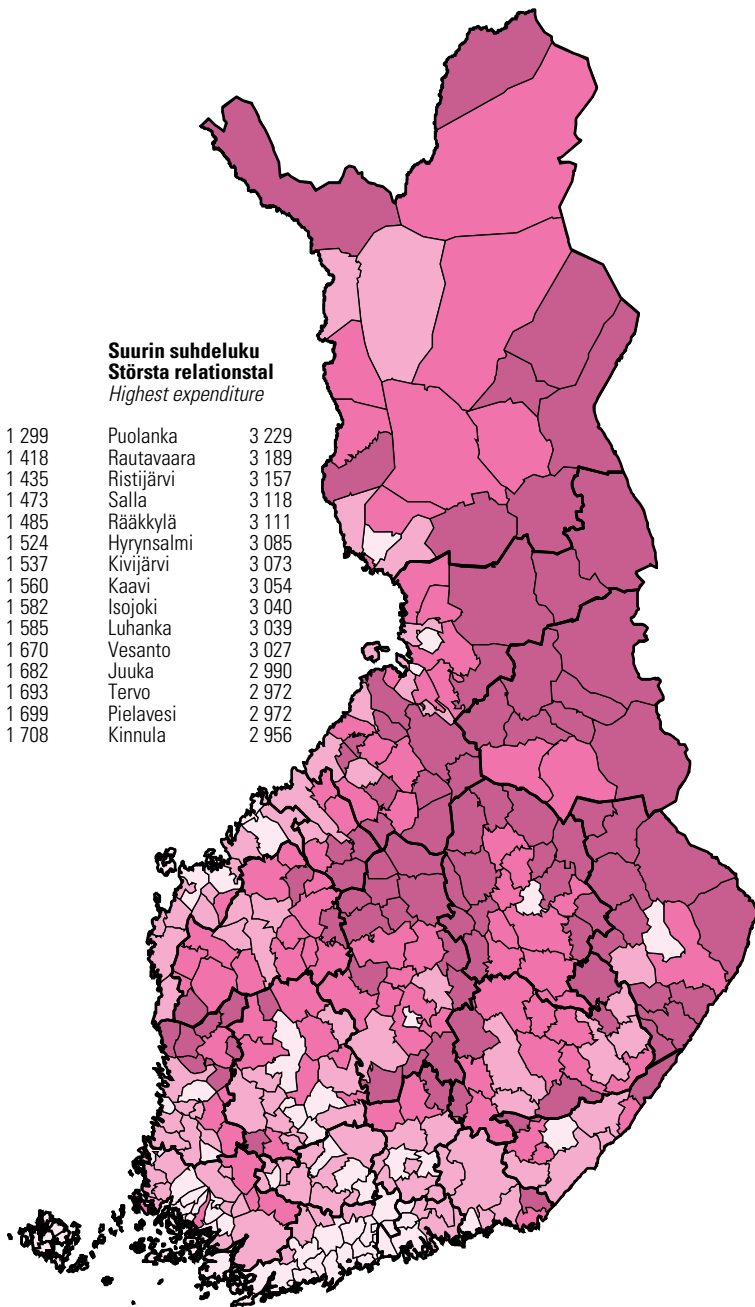 Suurin suhdeluku
Största relationstal
Highest expenditure
1 299 Puolanka 3 229
1 418 Rautavaara 3 189
1 435 Ristijärvi 3 157
1 473 Salla 3 118
1 485 Rääkkylä 3 111
1 524 Hyrynsalmi 3 085
1 537 Kivijärvi 3 073
1 560 Kaavi 3 054
1 582 Isojoki 3 040
1 585 Luhanka 3 039
1 670 Vesanto 3 027
1 682 Juuka 2 990
1 693 Tervo 2 972
1 699 Pielavesi 2 972
1 708 Kinnula 2 956